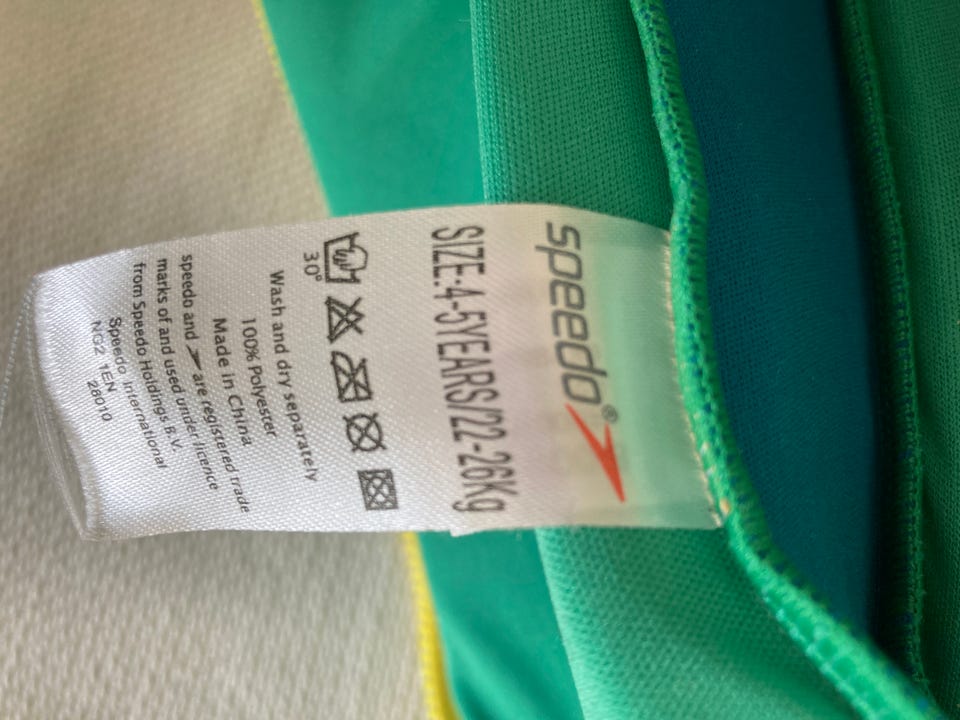 speedo®
SIZE:4-5YEARS/22-26Kg
30°
Wash and dry separately
100% Polyester
Made in China
speedo and are registered trade
marks of and used under licence
from Speedo Holdings B.V.
Speedo International
NG2 1EN
28010